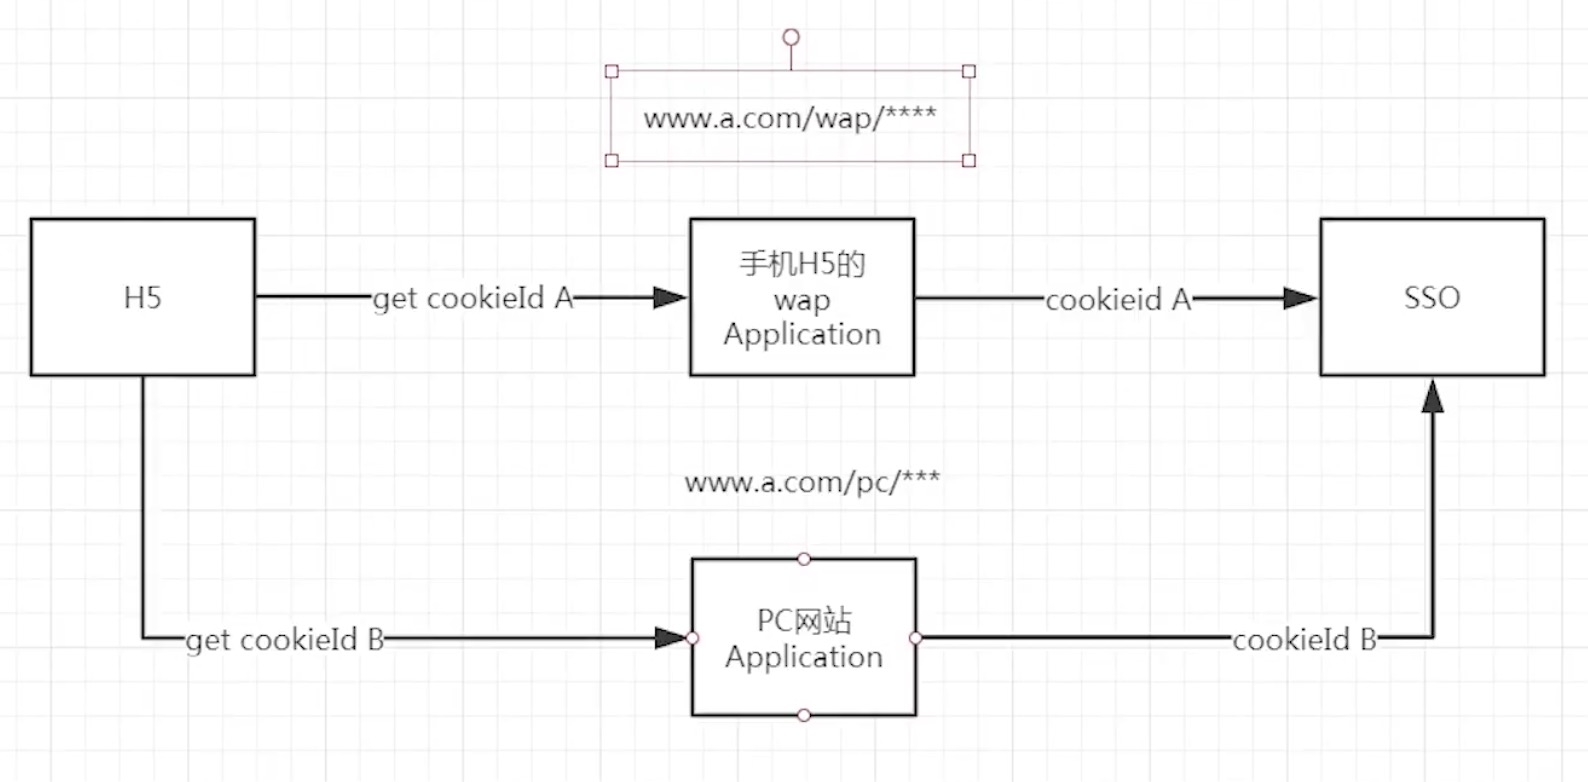 www.a.com/wap/****
H5
get cookieId A
手机H5的
wap
Application
cookieid A
SSO
www.a.com/pc/***
get cookieId B
PC网站
Application
cookieId B